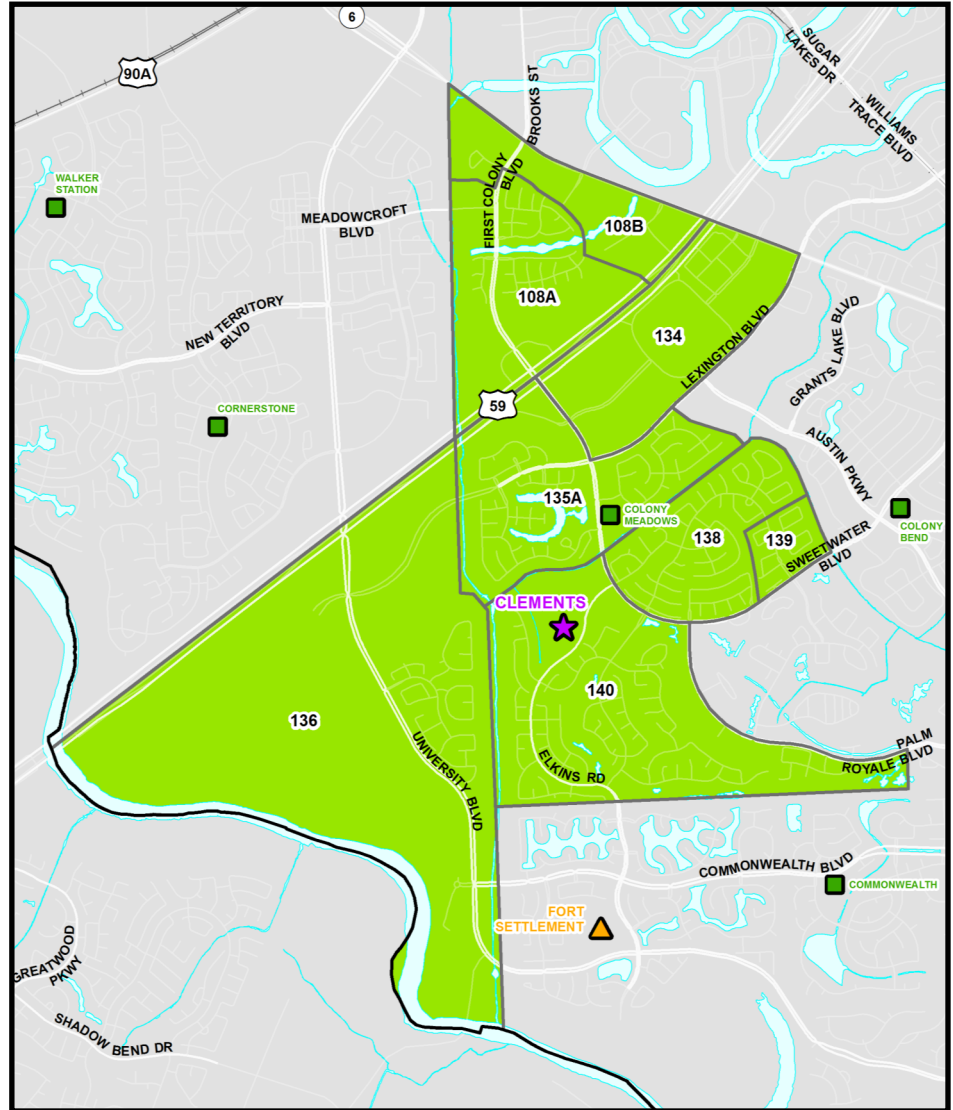 6
90A
SUGAR
LAKES DR
WILLIAMS
TRACE BLVD
BROOKS ST
WALKER
STATION
FIRST COLONY
BLVD
MEADOWCROFT
BLVD
108B
108A
NEW TERRITORY
BLVD
134
LEXINGTON BLVD
GRANTS LAKE BLVD
CORNERSTONE
59
AUSTIN PKWY
135A
COLONY
MEADOWS
COLONY
BEND
138
139
SWEETWATER
BLVD
CLEMENTS
140
136
UNIVERSITY BLVD
ELKINS RD
PALM
ROYALE BLVD
COMMONWEALTH BLVD
COMMONWEALTH
FORT
SETTLEMENT
GREATWOOD
PKWY
SHADOW BEND DR